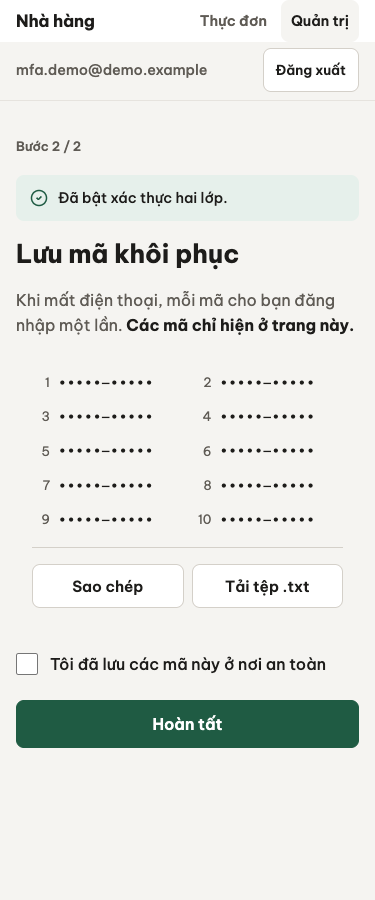 Nhà hàng
Thực đơn
Quản trị
mfa.demo@demo.example
Đăng xuất
Bước 2 / 2
Đã bật xác thực hai lớp.
Lưu mã khôi phục
Khi mất điện thoại, mỗi mã cho bạn đăng
nhập một lần. Các mã chỉ hiện ở trang này.
1 •••••–•••••
2 •••••–•••••
3 •••••–•••••
4 •••••–•••••
5 •••••–•••••
6 •••••–•••••
7 •••••–•••••
8 •••••–•••••
9 •••••–•••••
10 •••••–•••••
Sao chép
Tải tệp .txt
Tôi đã lưu các mã này ở nơi an toàn
Hoàn tất